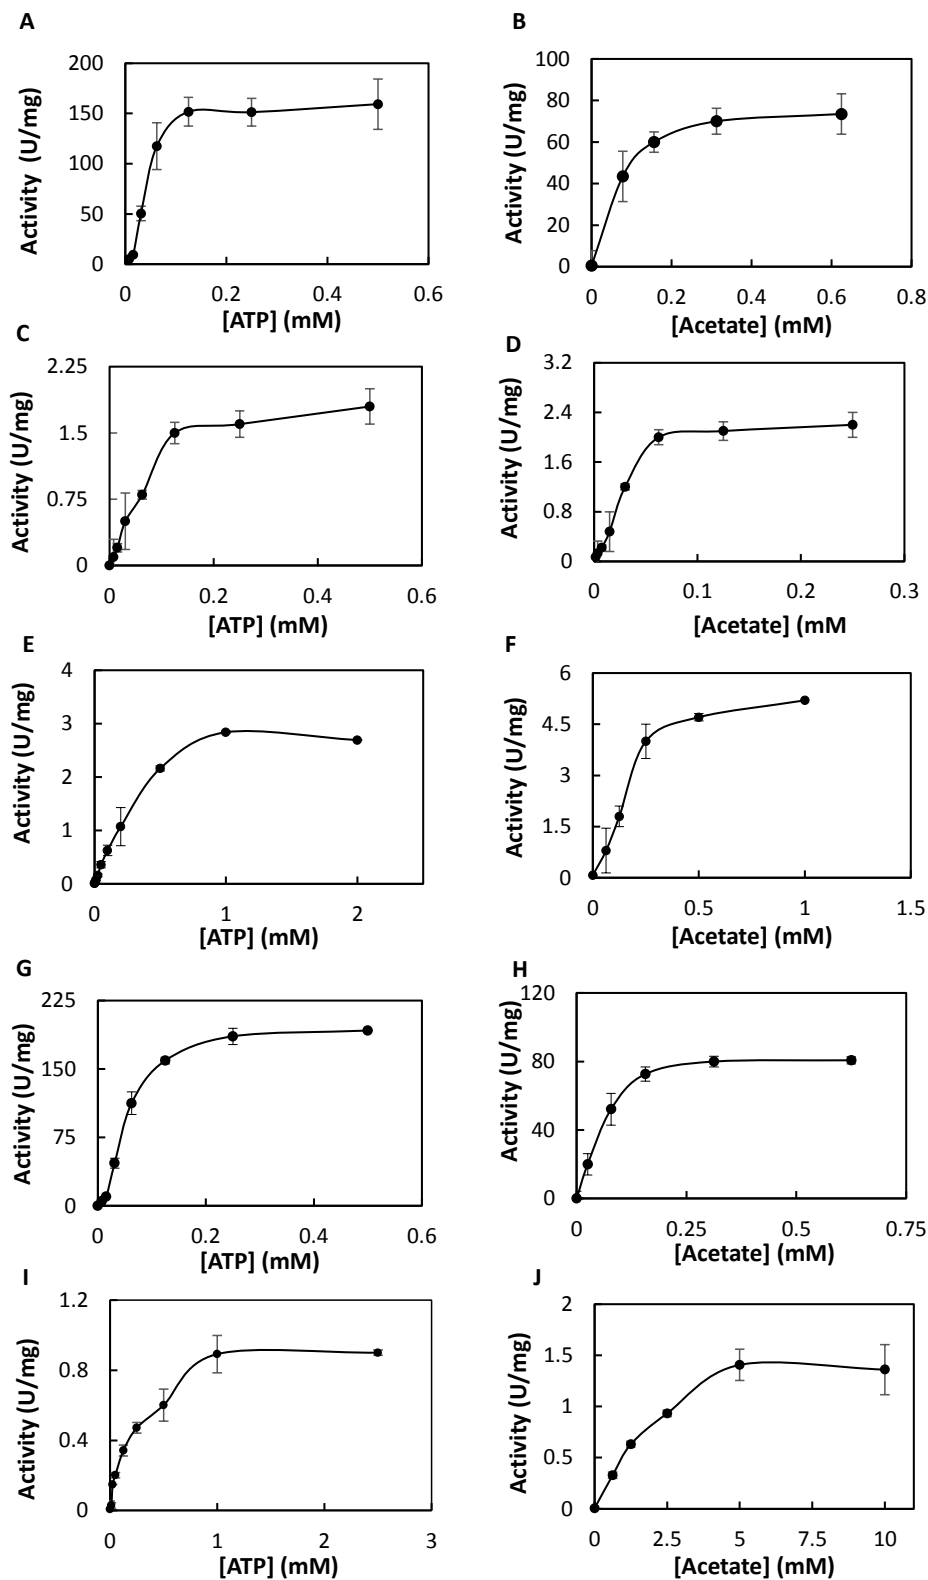 A
Activity (U/mg)
200
150
100
50
0
0 0.2 0.4 0.6
[ATP] (mM)
B
Activity (U/mg)
100
80
60
40
20
0
0 0.2 0.4 0.6 0.8
[Acetate] (mM)
C
Activity (U/mg)
2.25
1.5
0.75
0
0 0.2 0.4 0.6
[ATP] (mM)
D
Activity (U/mg)
3.2
2.4
1.6
0.8
0
0 0.1 0.2 0.3
[Acetate] (mM
E
Activity (U/mg)
4
3
2
1
0
0 1 2
[ATP] (mM)
F
Activity (U/mg)
6
4.5
3
1.5
0
0 0.5 1 1.5
[Acetate] (mM)
G
Activity (U/mg)
225
150
75
0
0 0.2 0.4 0.6
[ATP] (mM)
H
Activity (U/mg)
120
80
40
0
0 0.25 0.5 0.75
[Acetate] (mM)
I
Activity (U/mg)
1.2
0.8
0.4
0
0 1 2 3
[ATP] (mM)
J
Activity (U/mg)
2
1.5
1
0.5
0
0 2.5 5 7.5 10
[Acetate] (mM)